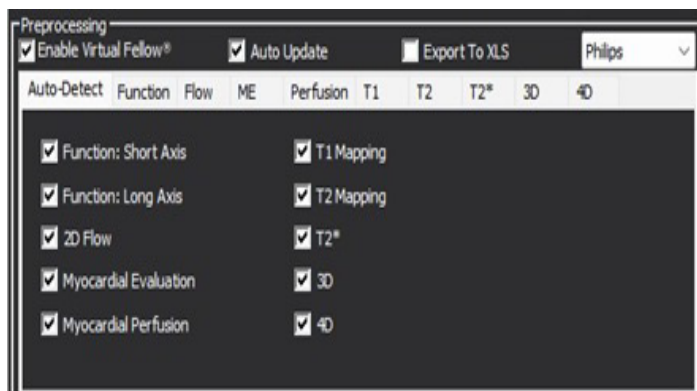 Preprocessing
Enable Virtual Fellow® Auto Update Export To XLS Philips
Auto-Detect Function Flow ME Perfusion T1 T2 T2* 3D 4D
Function: Short Axis T1 Mapping
Function: Long Axis T2 Mapping
2D Flow T2*
Myocardial Evaluation 3D
Myocardial Perfusion 4D